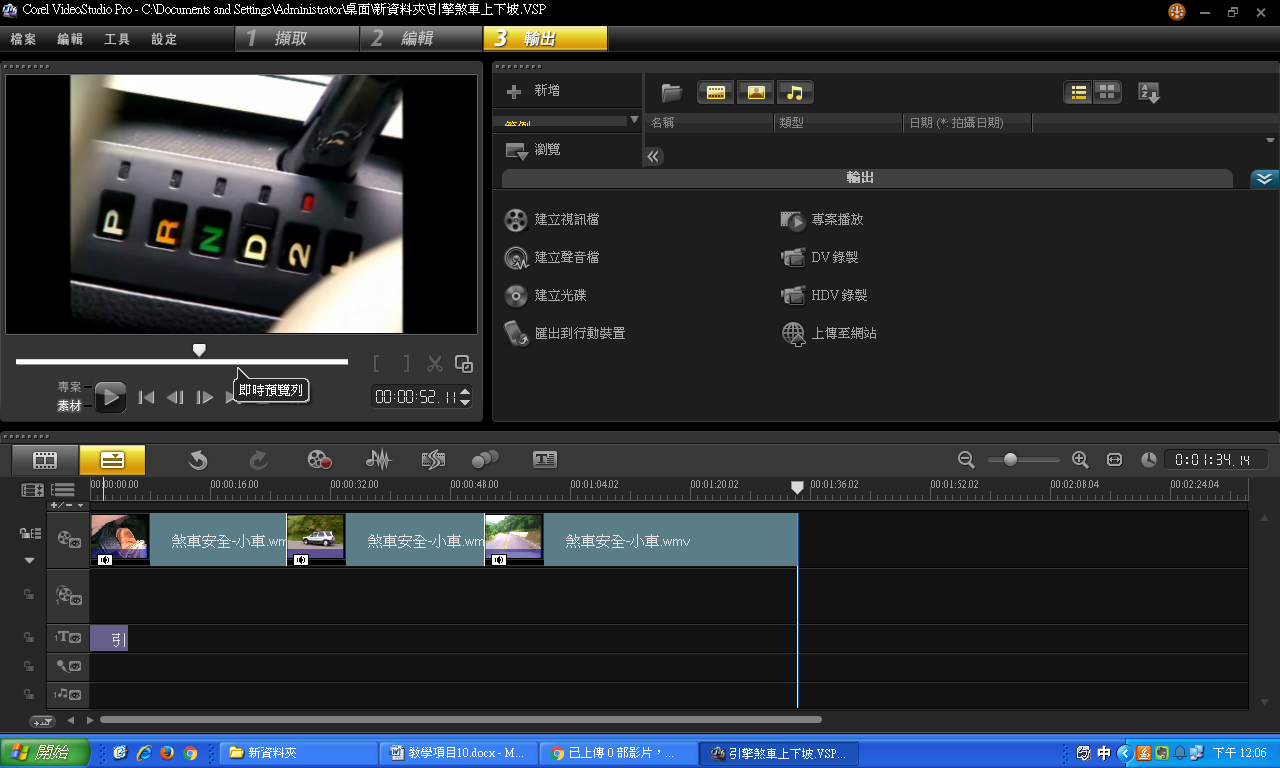 Corel VideoStudio Pro - C:\Documents and Settings\Administrator\桌面\新資料夾\引擎煞車上下坡.VSP
檔案 編輯 工具 設定 1 擷取 2 編輯 3 輸出
新增
瀏覽
名稱 類型 日期 (*: 拍攝日期)
輸出
建立視訊檔 專案播放
建立聲音檔 DV 錄製
建立光碟 HDV 錄製
匯出到行動裝置 上傳至網站
P R N D 2
專案
素材
即時預覽列
00:00:52.11
0:01:34.14
00:00:00.00 00:00:16.00 00:00:32.00 00:00:48.00 00:01:04.02 00:01:20.02 00:01:36.02 00:01:52.02 00:02:08.04 00:02:24.04
煞車安全-小車.wm 煞車安全-小車.wm 煞車安全-小車.wmv
引
開始 新資料夾 教學項目10.docx - M... 已上傳 0 部影片，... 引擎煞車上下坡.VSP... 中 下午 12:06